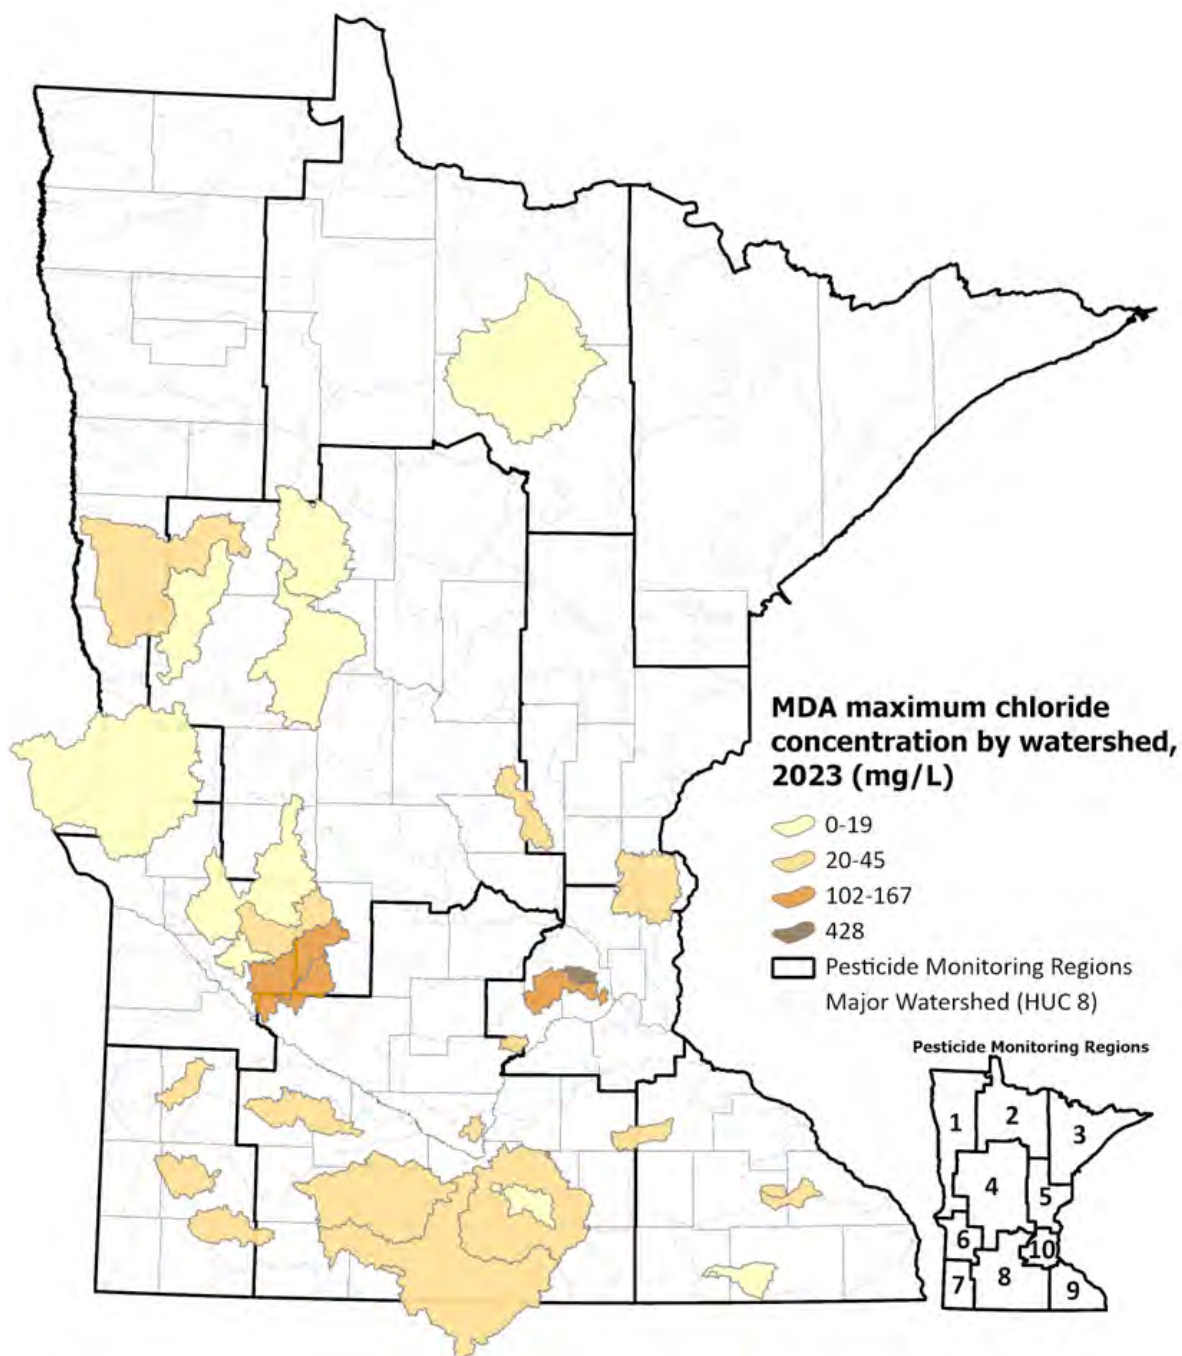 MDA maximum chloride
concentration by watershed,
2023 (mg/L)
0-19
20-45
102-167
428
Pesticide Monitoring Regions
Major Watershed (HUC 8)
Pesticide Monitoring Regions
1
2
3
4
5
6
10
7
8
9